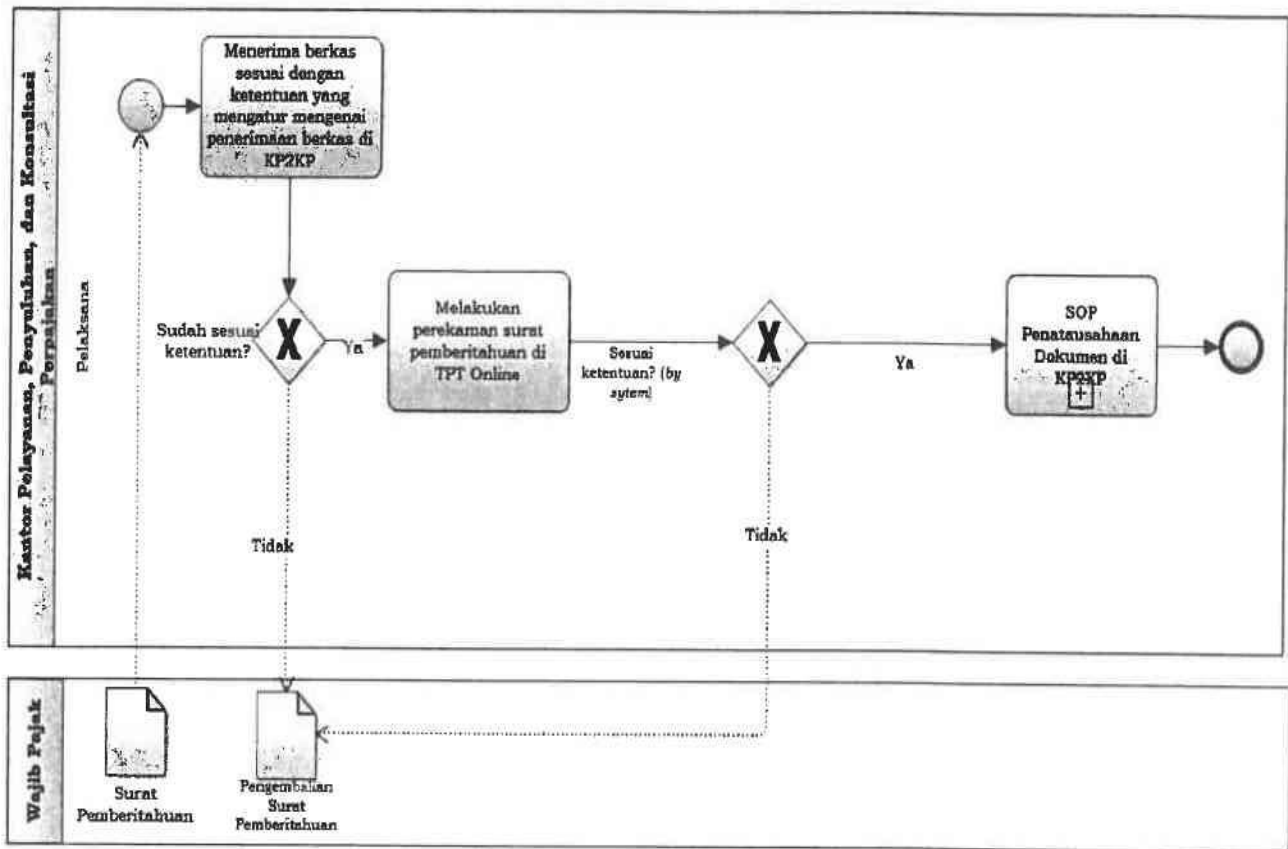 Kantor Pelayanan, Penyuluhan, dan Konsultasi
Perpajakan
Pelaksana
Menerima berkas
sesuai dengan
ketentuan yang
mengatur mengenai
penerimaan berkas di
KP2KP
Sudah sesuai
ketentuan?
Ya
Melakukan
perekaman surat
pemberitahuan di
TPT Online
Sesuai
ketentuan? (by
sytem)
Ya
SOP
Penatausahaan
Dokumen di
KP2KP
Tidak
Tidak
Wajib Pajak
Surat
Pemberitahuan
Pengembalian
Surat
Pemberitahuan